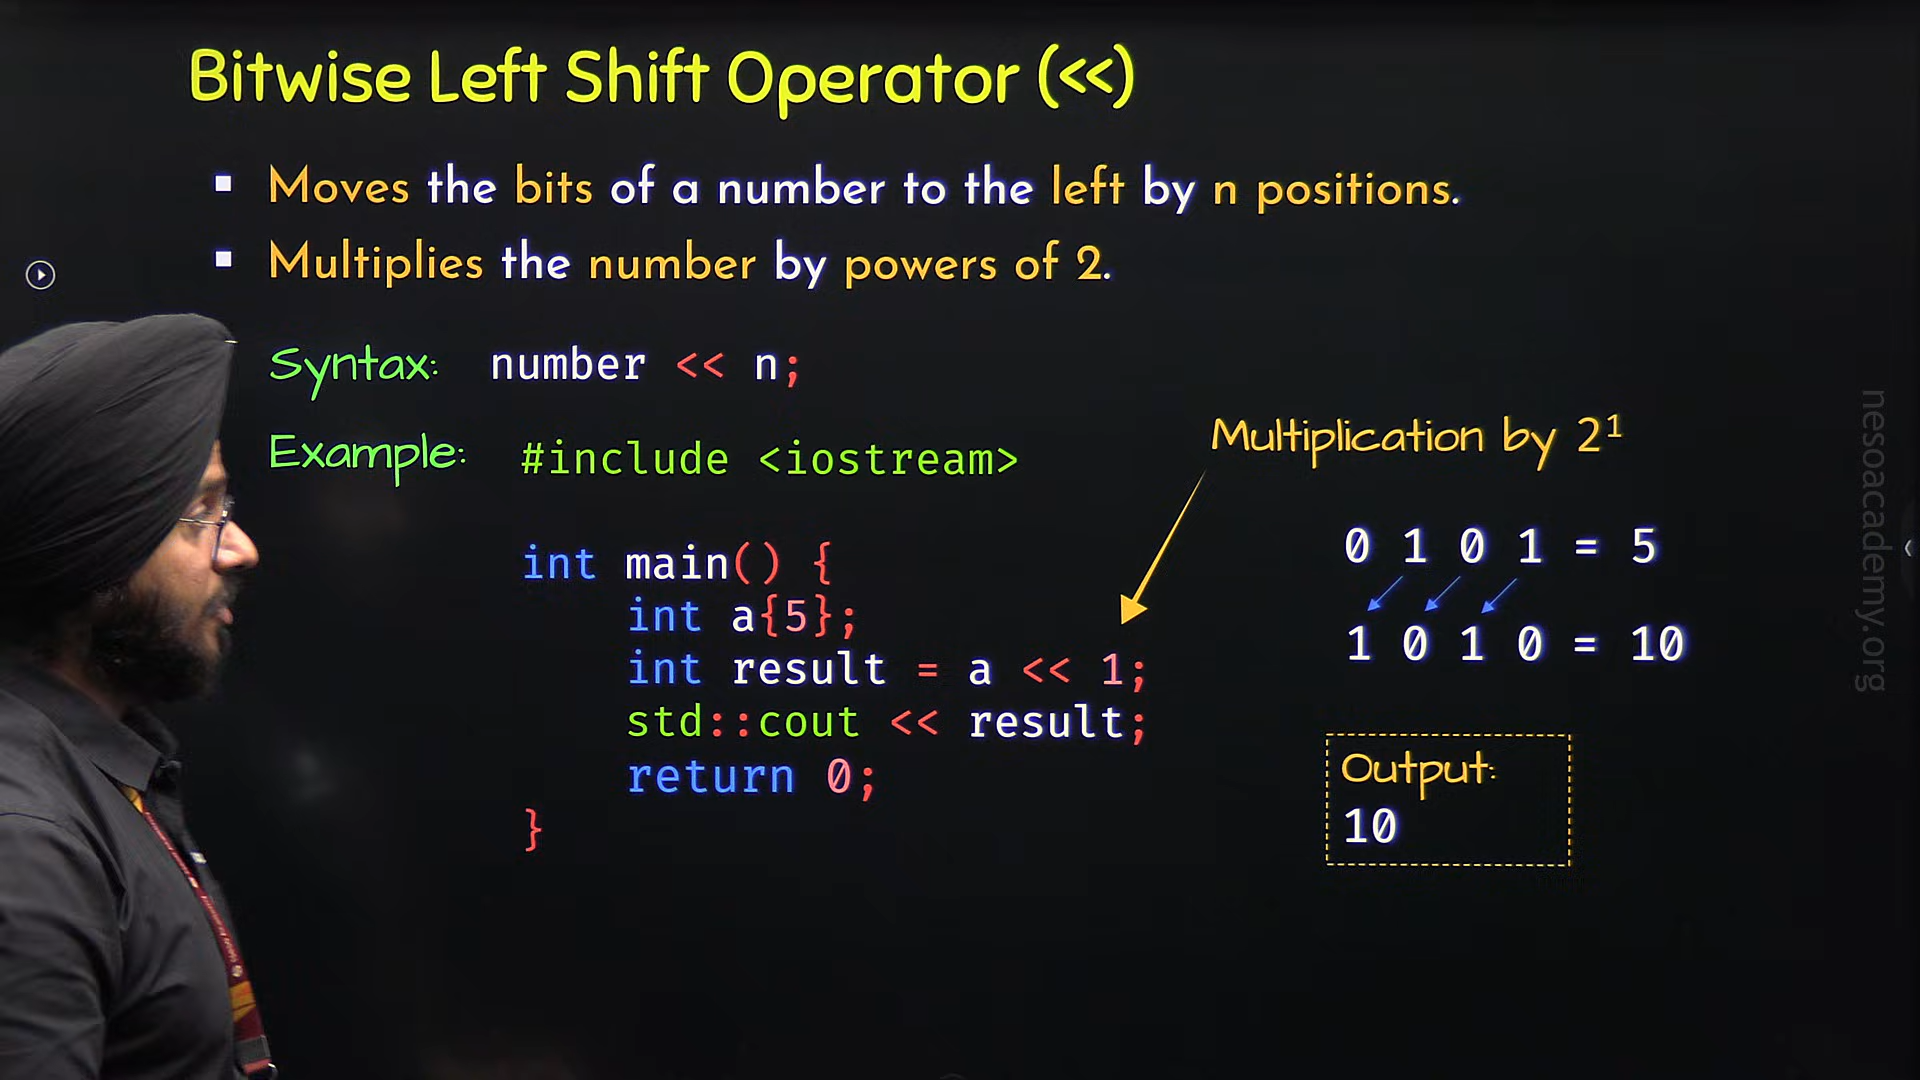 Bitwise Left Shift Operator (<<)
Moves the bits of a number to the left by n positions.
Multiplies the number by powers of 2.
Syntax: number << n;
Example: #include <iostream>
int main() {
int a{5};
int result = a << 1;
std::cout << result;
return 0;
}
Multiplication by 2¹
0 1 0 1 = 5
1 0 1 0 = 10
Output:
10
nesoacademy.org